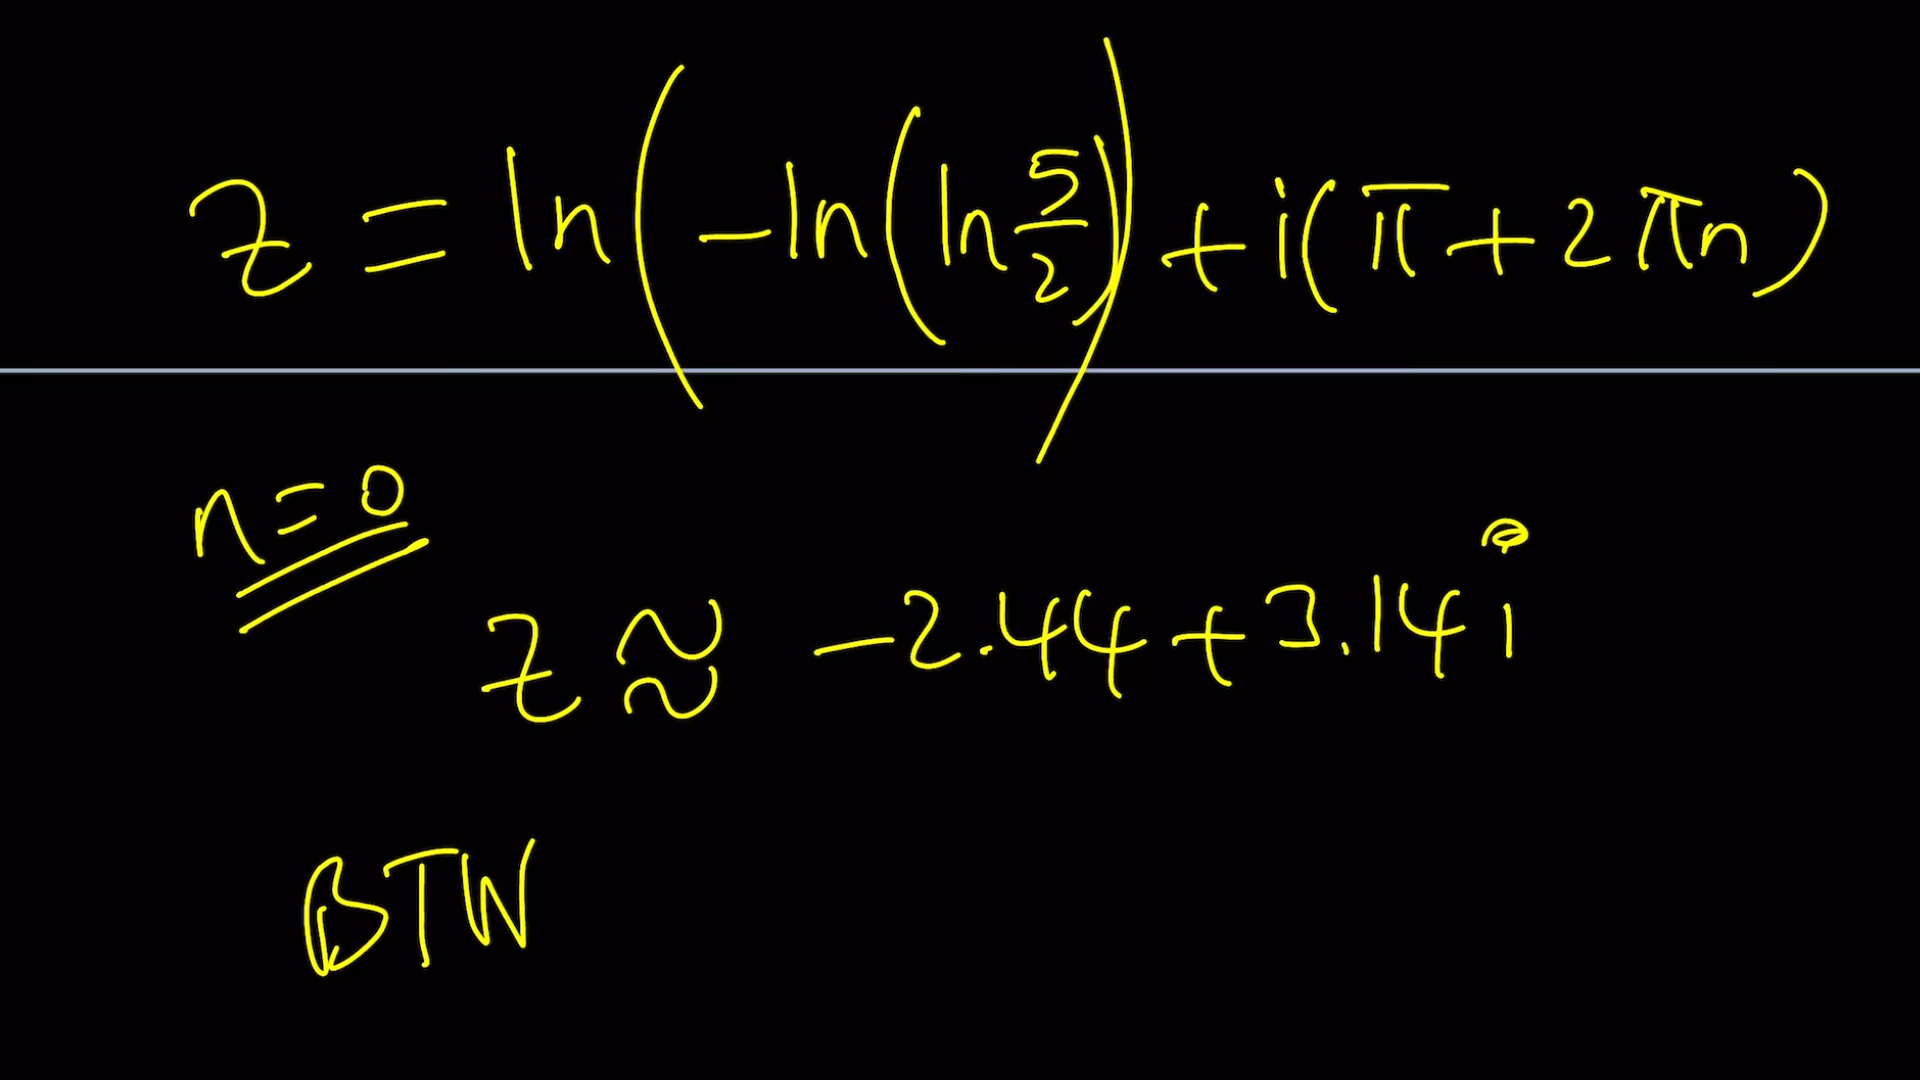 z = ln(-ln(ln 5/2)) + i(π + 2πn)
n = 0
z ≈ -2.44 + 3.14i
BTW